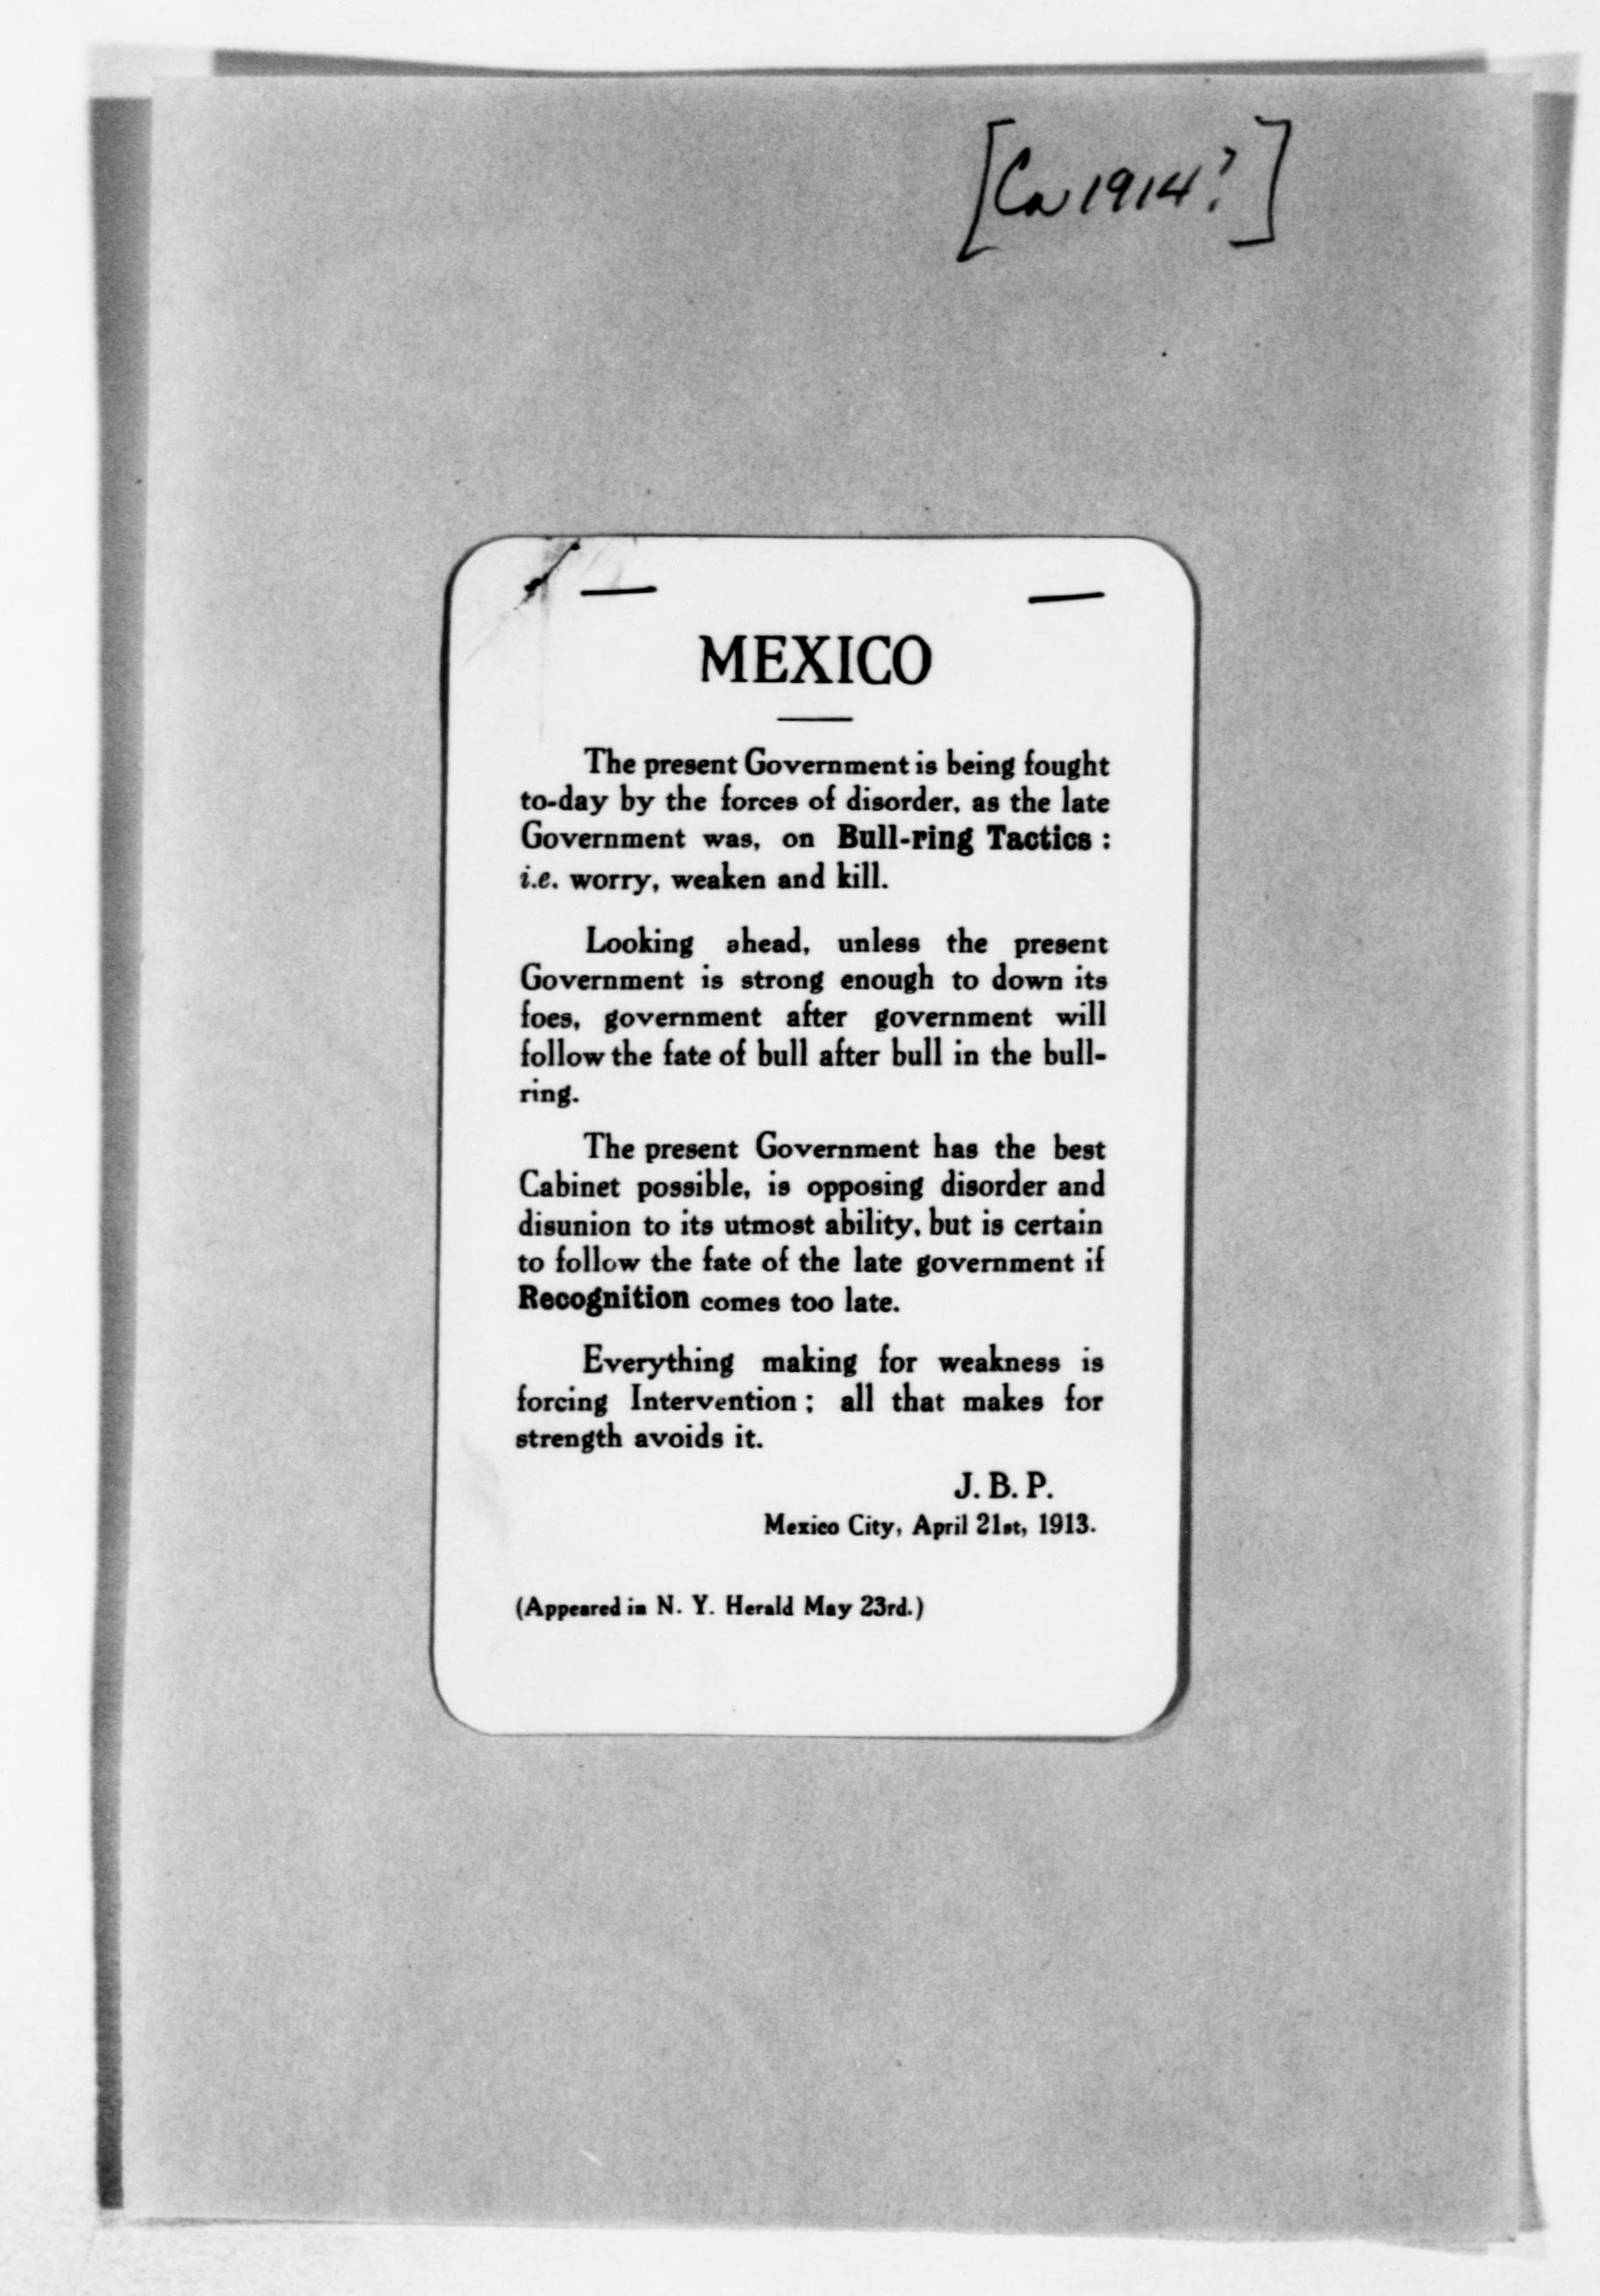 [Ca 1914?]
MEXICO
The present Government is being fought
to-day by the forces of disorder, as the late
Government was, on Bull-ring Tactics :
i.e. worry, weaken and kill.
Looking ahead, unless the present
Government is strong enough to down its
foes, government after government will
follow the fate of bull after bull in the bull-
ring.
The present Government has the best
Cabinet possible, is opposing disorder and
disunion to its utmost ability, but is certain
to follow the fate of the late government if
Recognition comes too late.
Everything making for weakness is
forcing Intervention ; all that makes for
strength avoids it.
J. B. P.
Mexico City, April 21st, 1913.
(Appeared in N. Y. Herald May 23rd.)